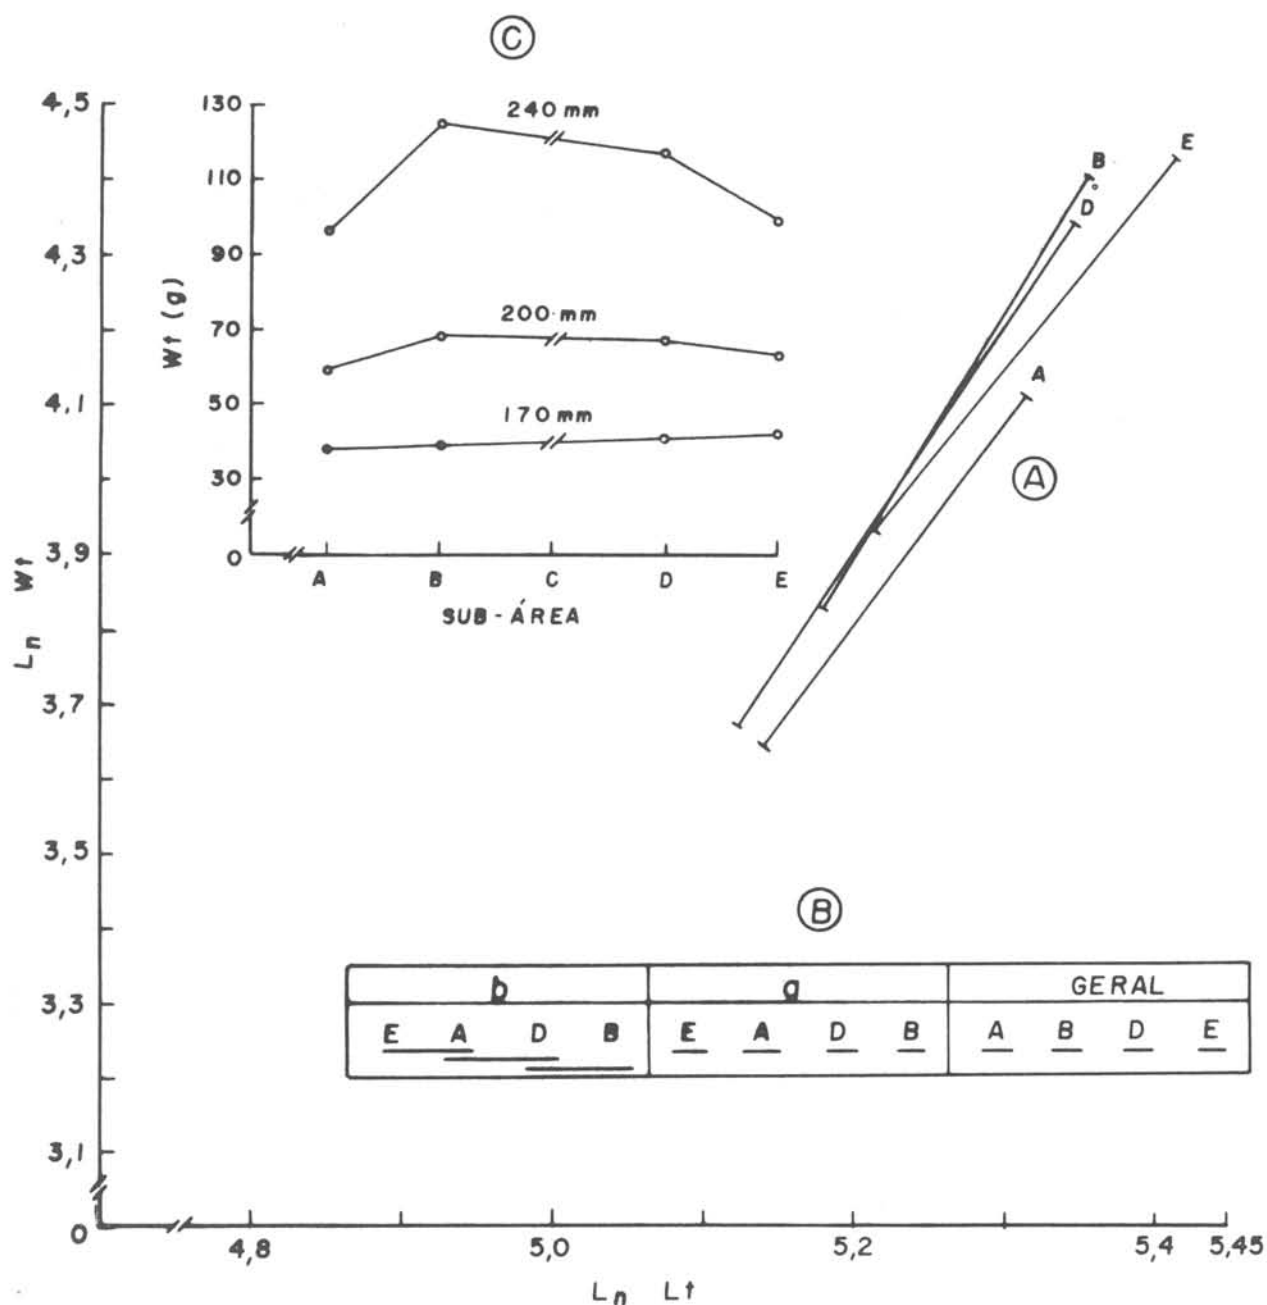 C
4,5
4,3
4,1
3,9
3,7
3,5
3,3
3,1
0
Ln Wt
130
110
90
70
50
30
0
Wt (g)
240 mm
200 mm
170 mm
A B C D E
SUB-ÁREA
B
E
D
A
A
B
b a GERAL
E A D B E A D B A B D E
4,8 5,0 5,2 5,4 5,45
Ln Lt